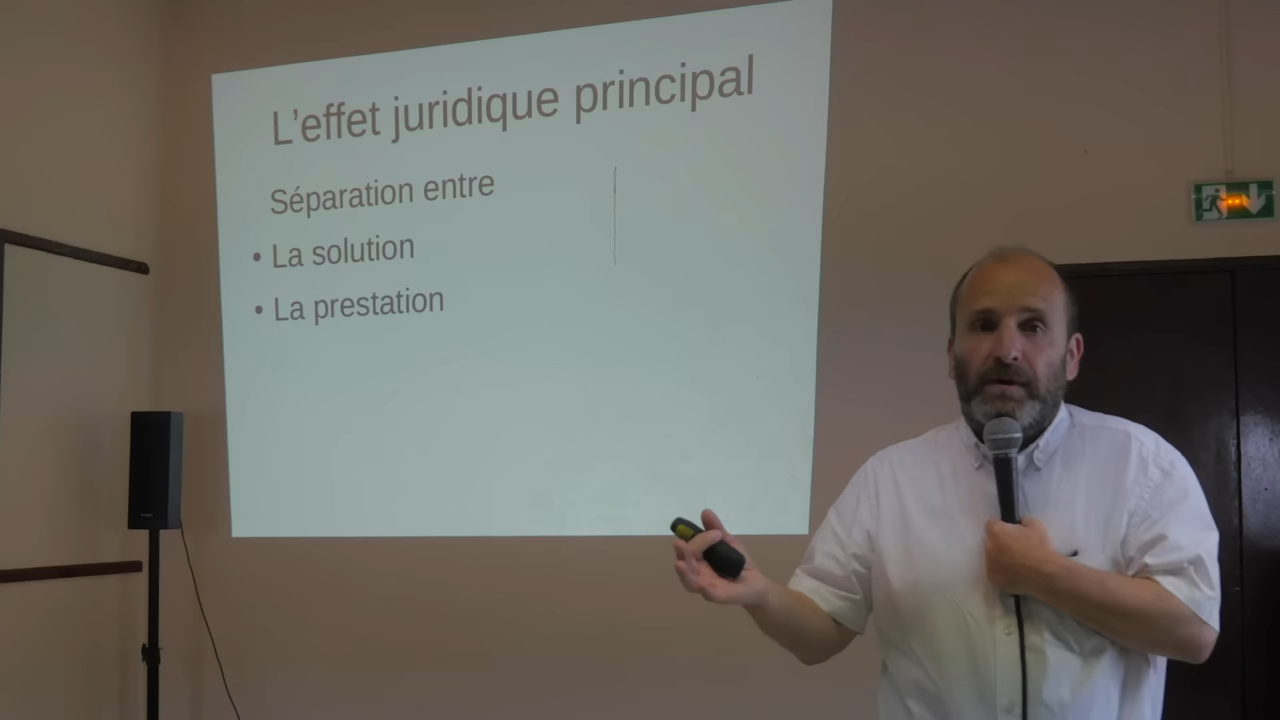 L'effet juridique principal
Séparation entre
• La solution
• La prestation